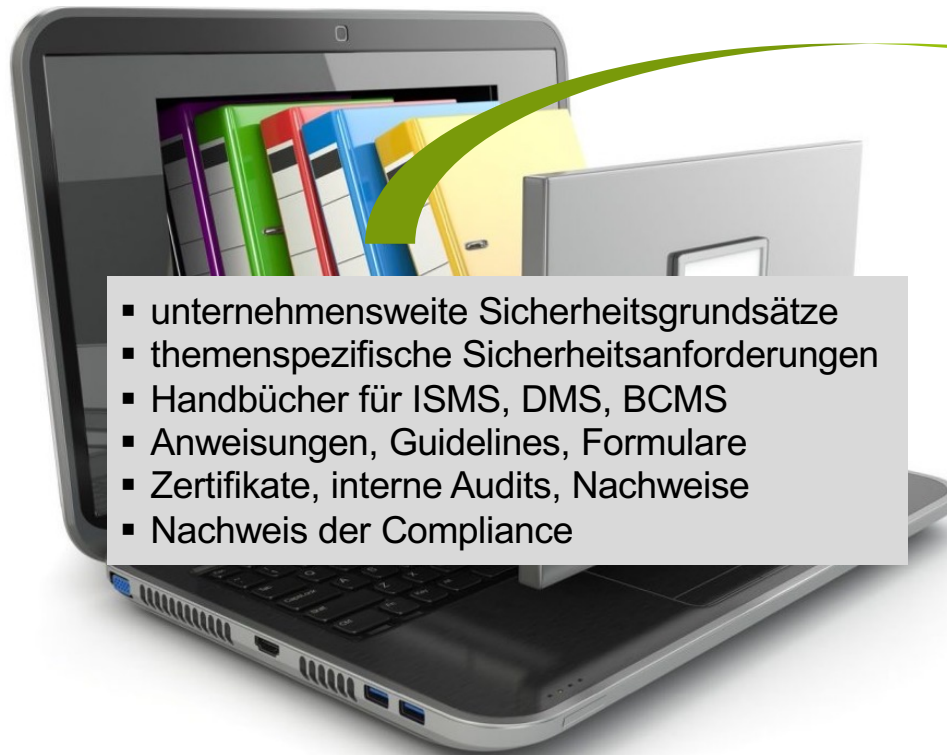 ▪ unternehmensweite Sicherheitsgrundsätze
▪ themenspezifische Sicherheitsanforderungen
▪ Handbücher für ISMS, DMS, BCMS
▪ Anweisungen, Guidelines, Formulare
▪ Zertifikate, interne Audits, Nachweise
▪ Nachweis der Compliance